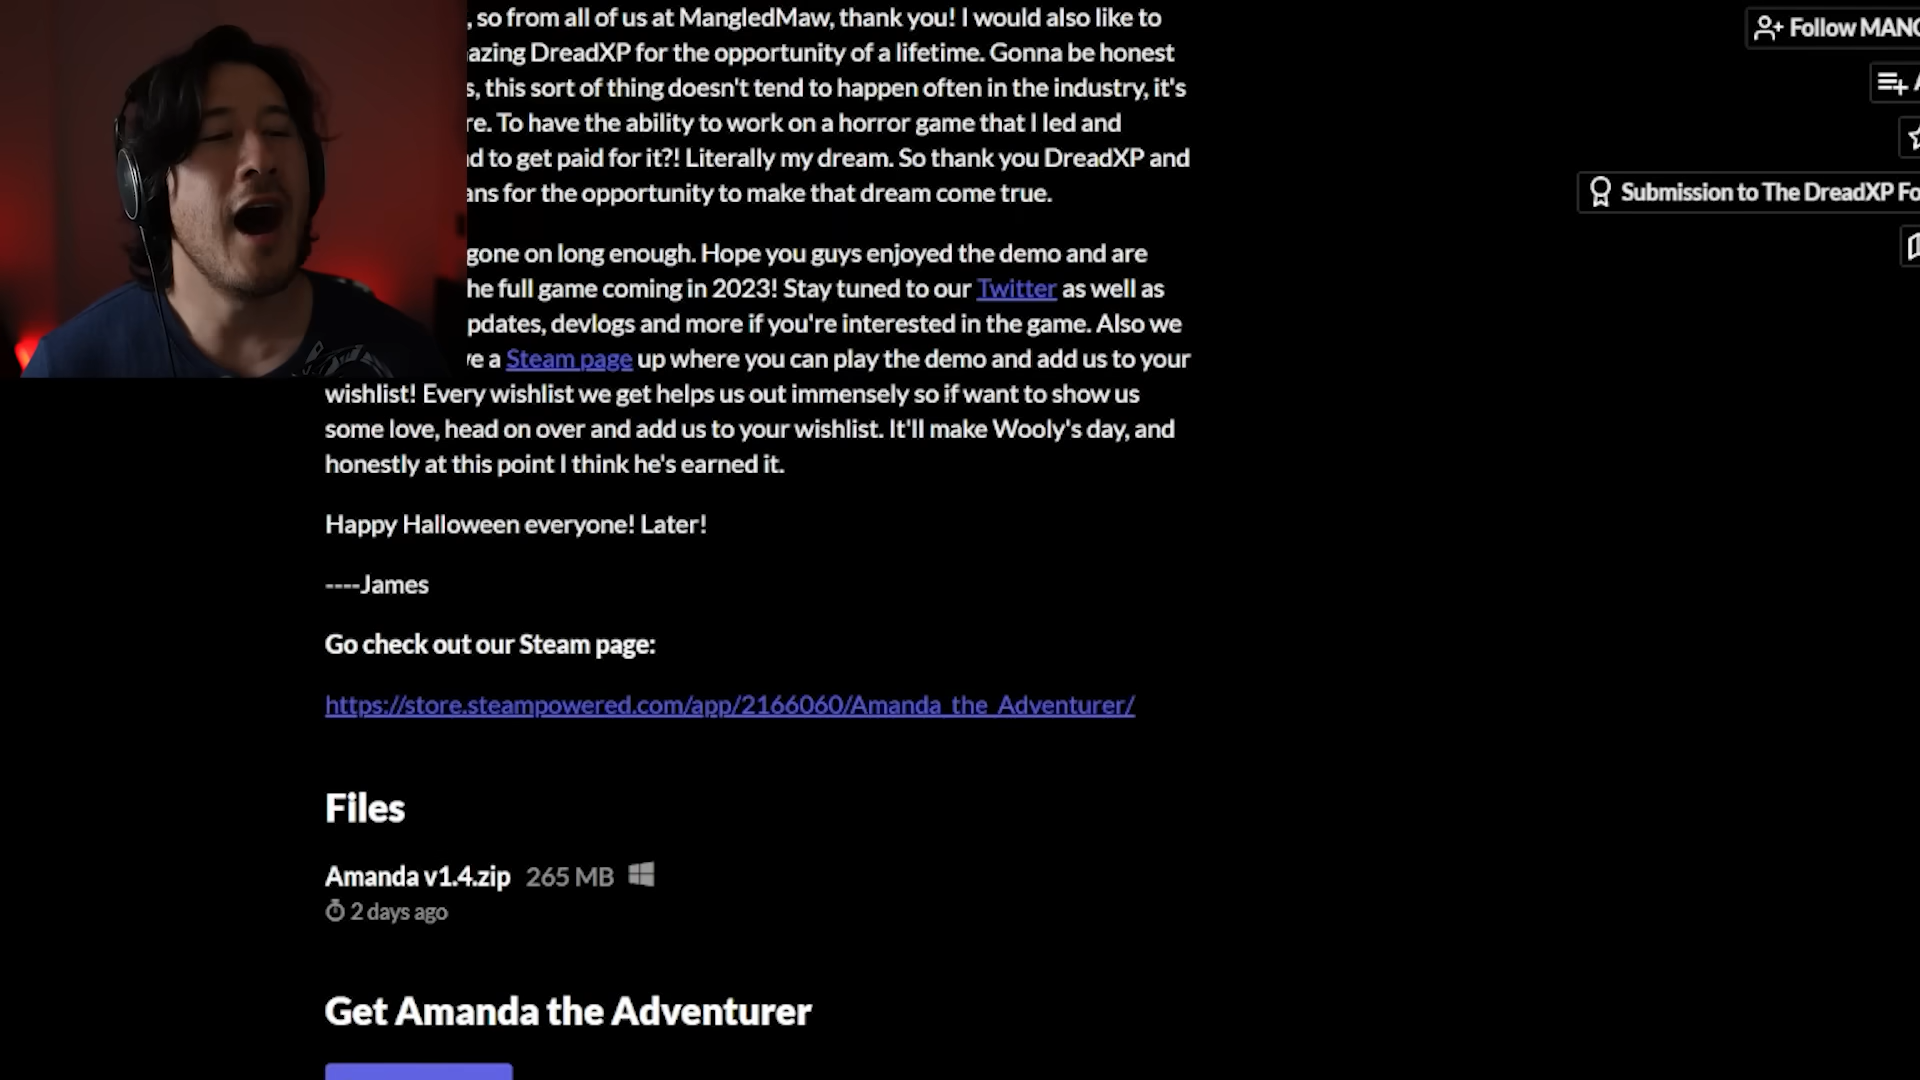 , so from all of us at MangledMaw, thank you! I would also like to
azing DreadXP for the opportunity of a lifetime. Gonna be honest
s, this sort of thing doesn't tend to happen often in the industry, it's
re. To have the ability to work on a horror game that I led and
d to get paid for it?! Literally my dream. So thank you DreadXP and
ans for the opportunity to make that dream come true.
gone on long enough. Hope you guys enjoyed the demo and are
he full game coming in 2023! Stay tuned to our Twitter as well as
pdates, devlogs and more if you're interested in the game. Also we
ve a Steam page up where you can play the demo and add us to your
wishlist! Every wishlist we get helps us out immensely so if want to show us
some love, head on over and add us to your wishlist. It'll make Wooly's day, and
honestly at this point I think he's earned it.
Happy Halloween everyone! Later!
----James
Go check out our Steam page:
https://store.steampowered.com/app/2166060/Amanda_the_Adventurer/
Files
Amanda v1.4.zip 265 MB
2 days ago
Get Amanda the Adventurer
Follow MANG
A
Submission to The DreadXP Fo